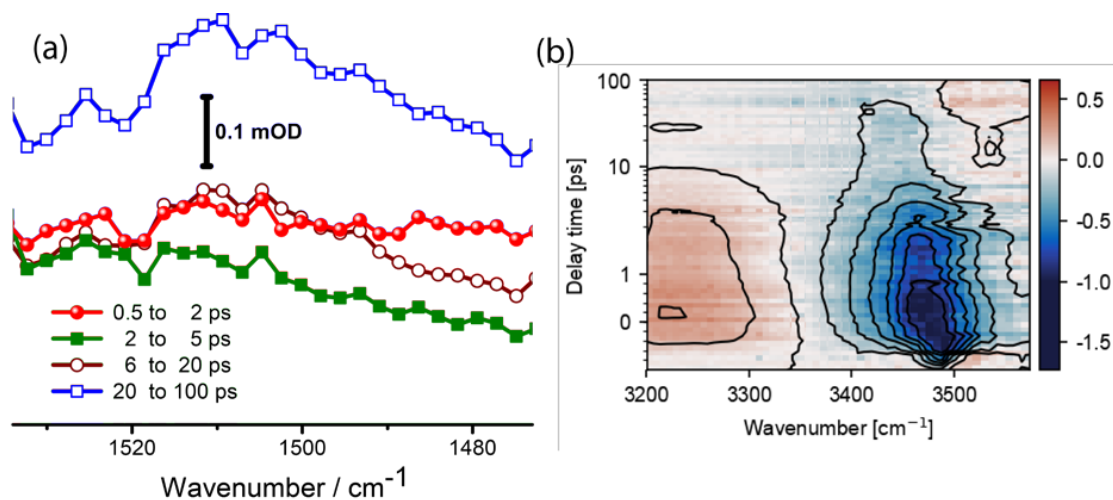 (a)
0.1 mOD
0.5 to 2 ps
2 to 5 ps
6 to 20 ps
20 to 100 ps
1520
1500
1480
Wavenumber / cm-1
(b)
100
10
1
0
Delay time [ps]
3200
3300
3400
3500
Wavenumber [cm−1]
0.5
0.0
-0.5
-1.0
-1.5